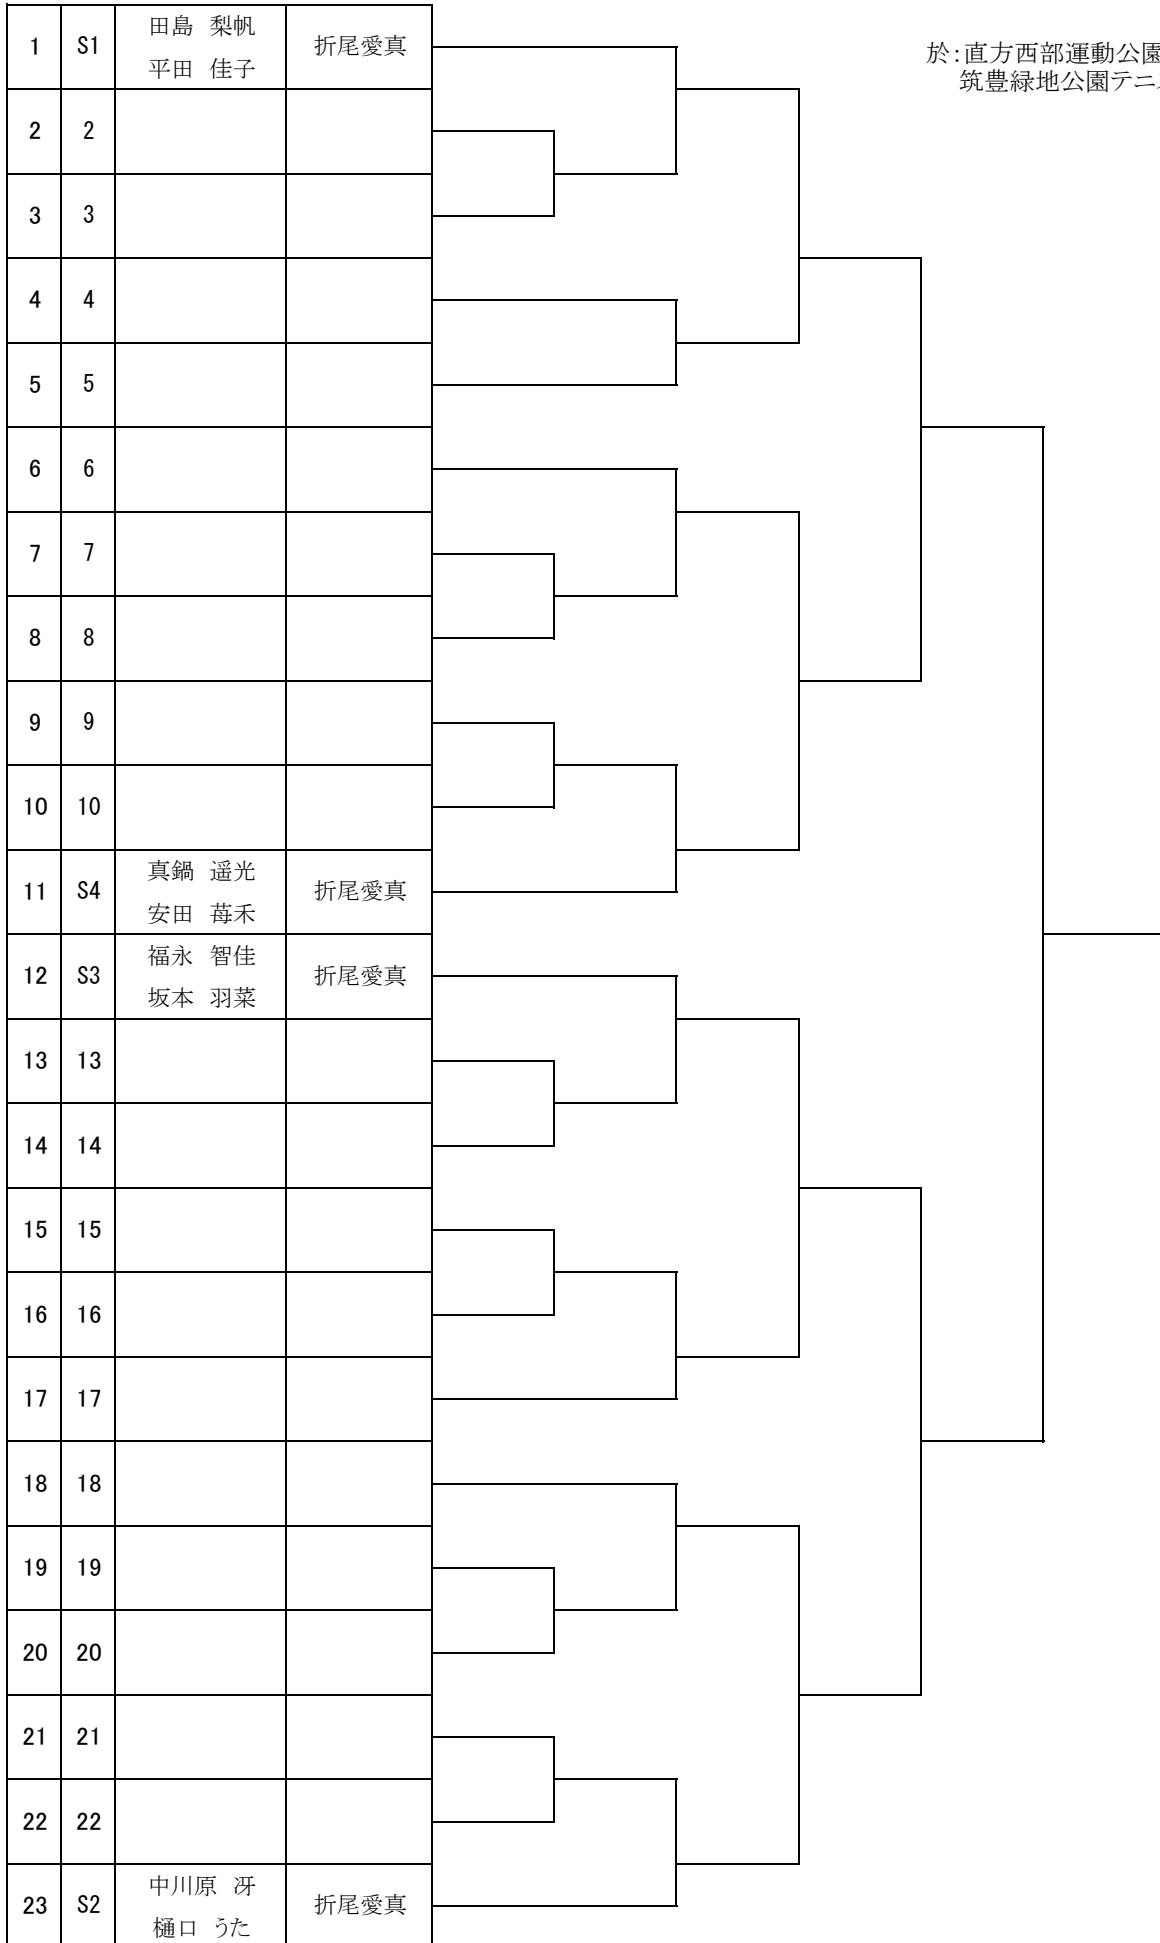 1 S1 田島 梨帆 折尾愛真
平田 佳子
於：直方西部運動公園
筑豊緑地公園テニ
2 2
3 3
4 4
5 5
6 6
7 7
8 8
9 9
10 10
11 S4 真鍋 遥光 折尾愛真
安田 苺禾
12 S3 福永 智佳 折尾愛真
坂本 羽菜
13 13
14 14
15 15
16 16
17 17
18 18
19 19
20 20
21 21
22 22
23 S2 中川原 冴 折尾愛真
樋口 うた